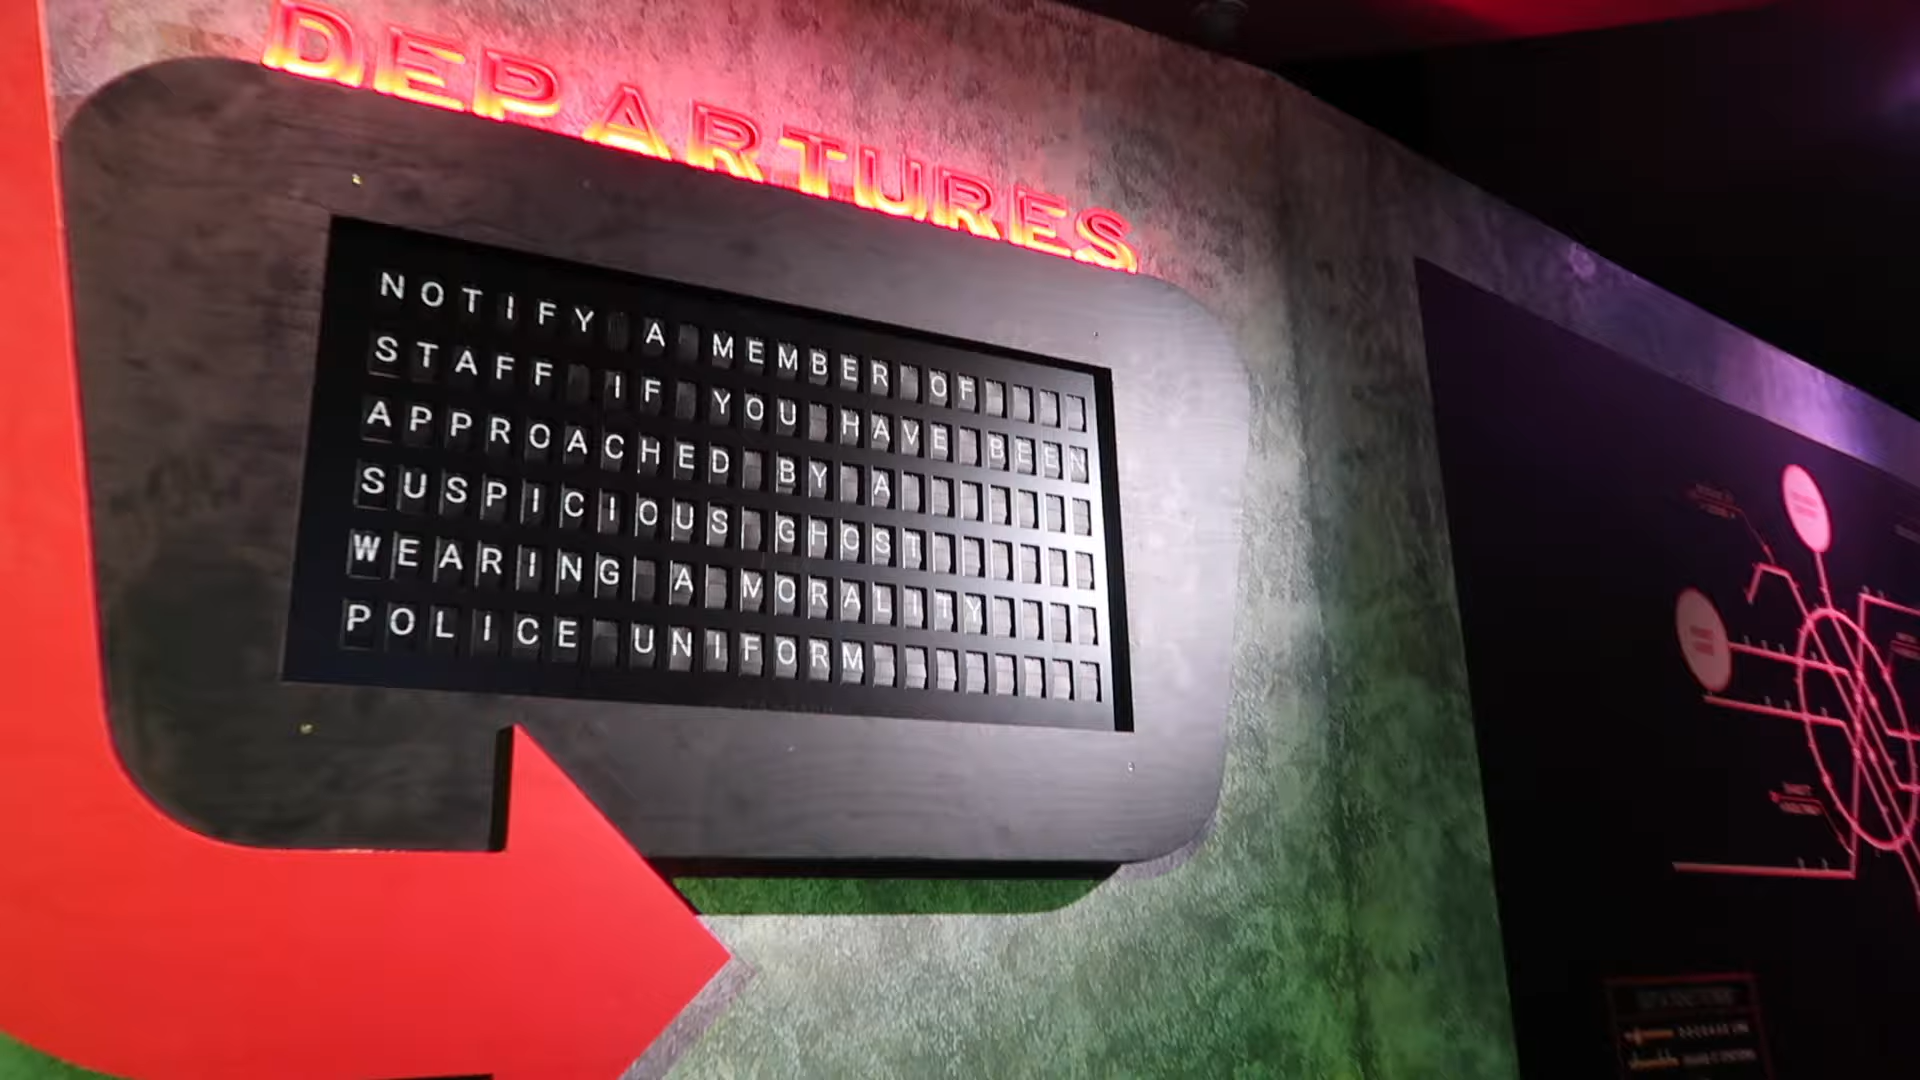 DEPARTURES
NOTIFY A MEMBER OF
STAFF IF YOU HAVE BEEN
APPROACHED BY A
SUSPICIOUS GHOST
WEARING A MORALITY
POLICE UNIFORM